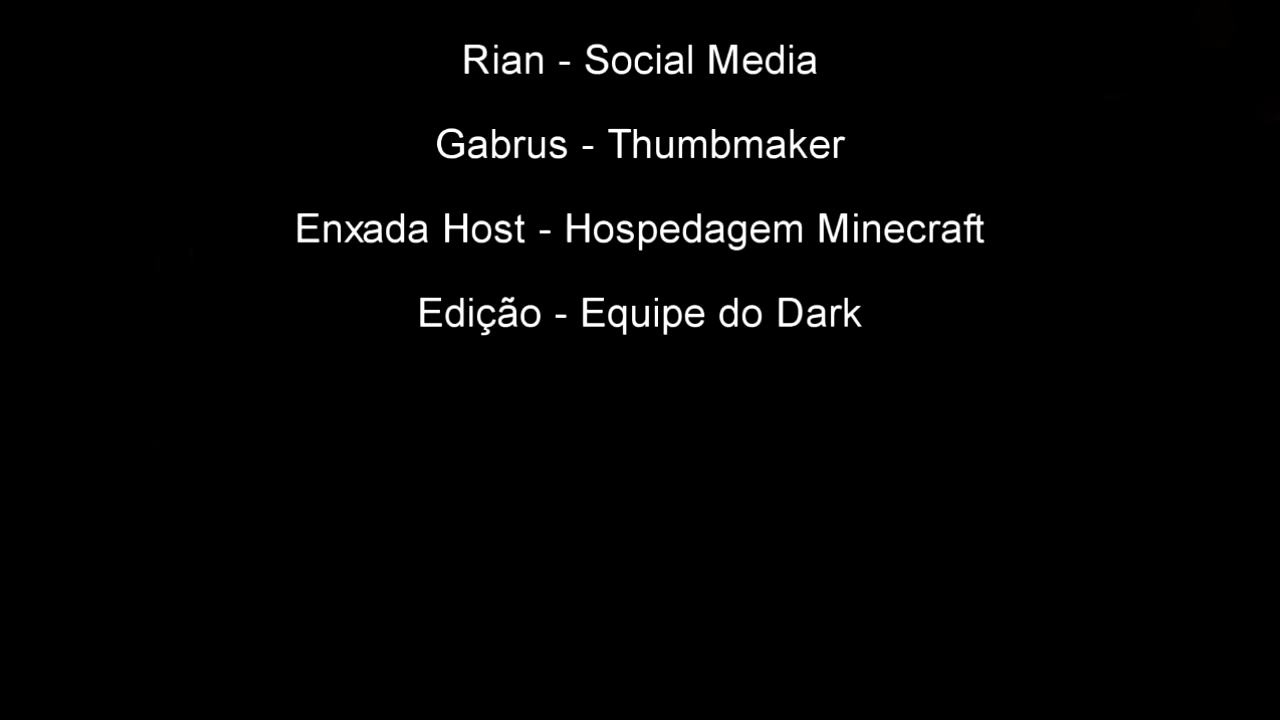 Rian - Social Media
Gabrus - Thumbmaker
Enxada Host - Hospedagem Minecraft
Edição - Equipe do Dark